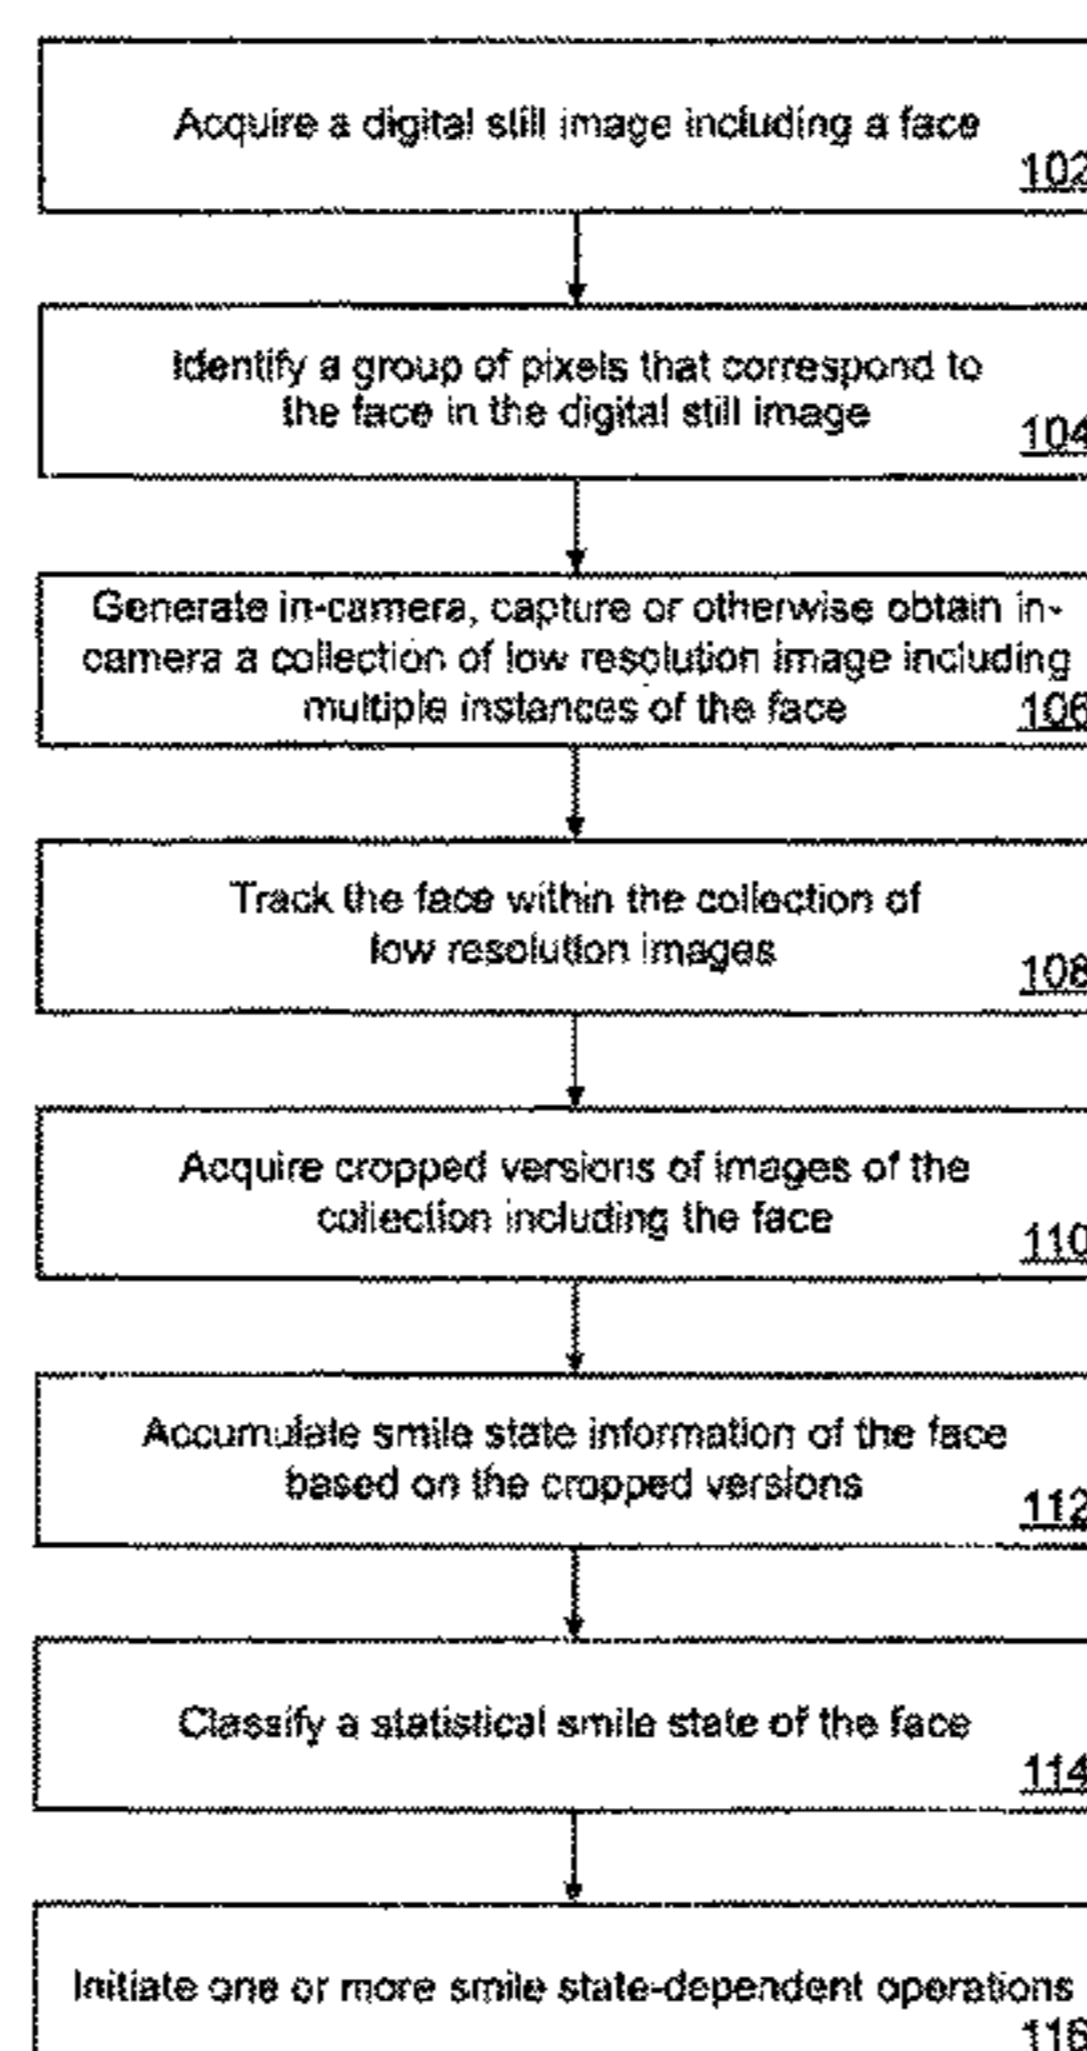 Acquire a digital still image including a face
102
Identify a group of pixels that correspond to
the face in the digital still image
104
Generate in-camera, capture or otherwise obtain in-
camera a collection of low resolution image including
multiple instances of the face
106
Track the face within the collection of
low resolution images
108
Acquire cropped versions of images of the
collection including the face
110
Accumulate smile state information of the face
based on the cropped versions
112
Classify a statistical smile state of the face
114
Initiate one or more smile state-dependent operations
116